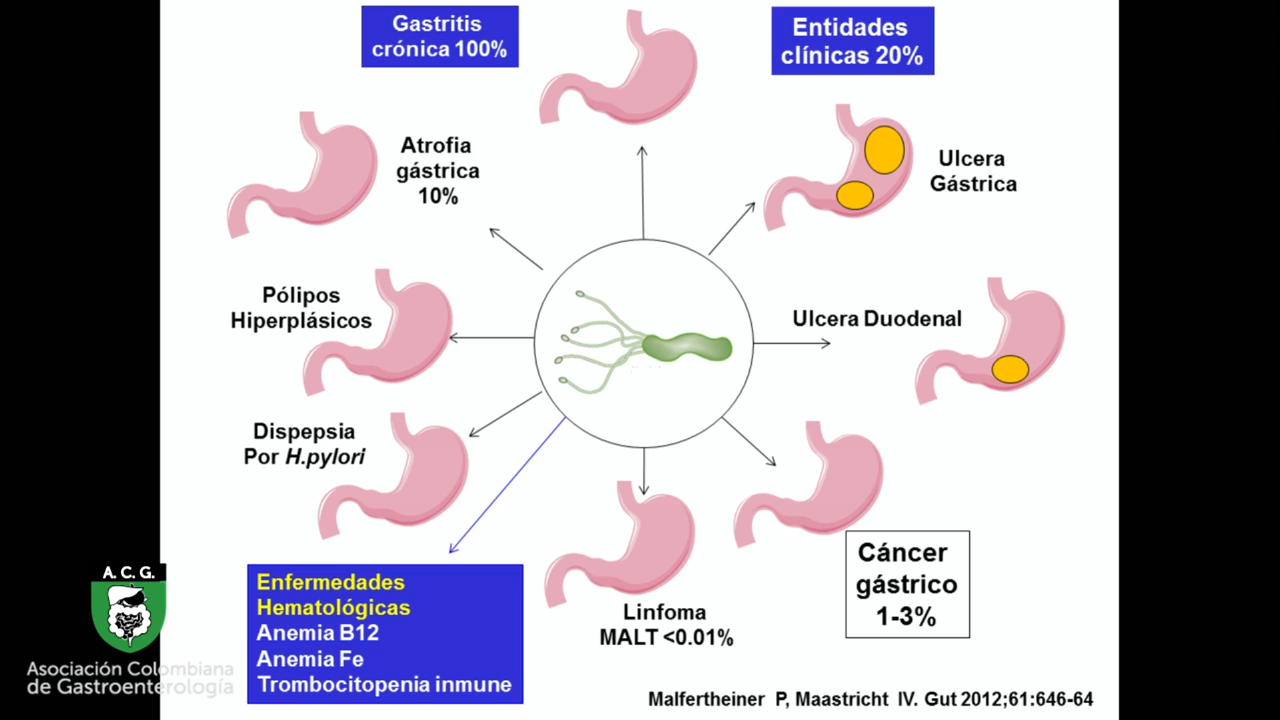 Gastritis
crónica 100%
Entidades
clínicas 20%
Atrofia
gástrica
10%
Ulcera
Gástrica
Pólipos
Hiperplásicos
Ulcera Duodenal
Dispepsia
Por H.pylori
Cáncer
gástrico
1-3%
Enfermedades
Hematológicas
Anemia B12
Anemia Fe
Trombocitopenia inmune
Linfoma
MALT <0.01%
A. C. G.
Asociación Colombiana
de Gastroenterología
Malfertheiner P, Maastricht IV. Gut 2012;61:646-64